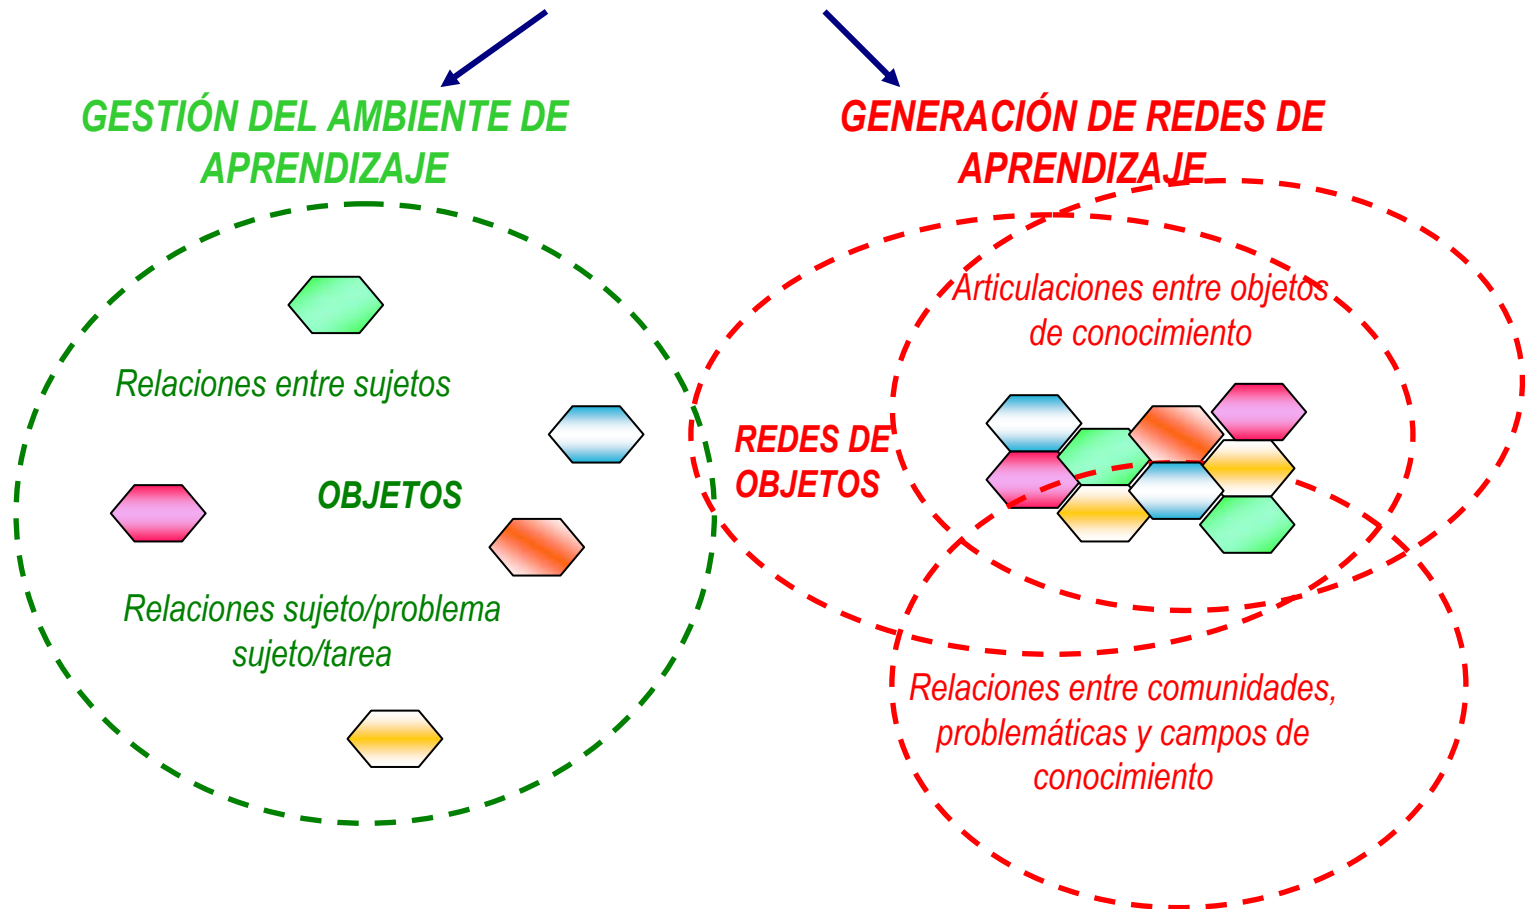 GESTIÓN DEL AMBIENTE DE
APRENDIZAJE
GENERACIÓN DE REDES DE
APRENDIZAJE
Relaciones entre sujetos
OBJETOS
Relaciones sujeto/problema
sujeto/tarea
Articulaciones entre objetos
de conocimiento
REDES DE
OBJETOS
Relaciones entre comunidades,
problemáticas y campos de
conocimiento